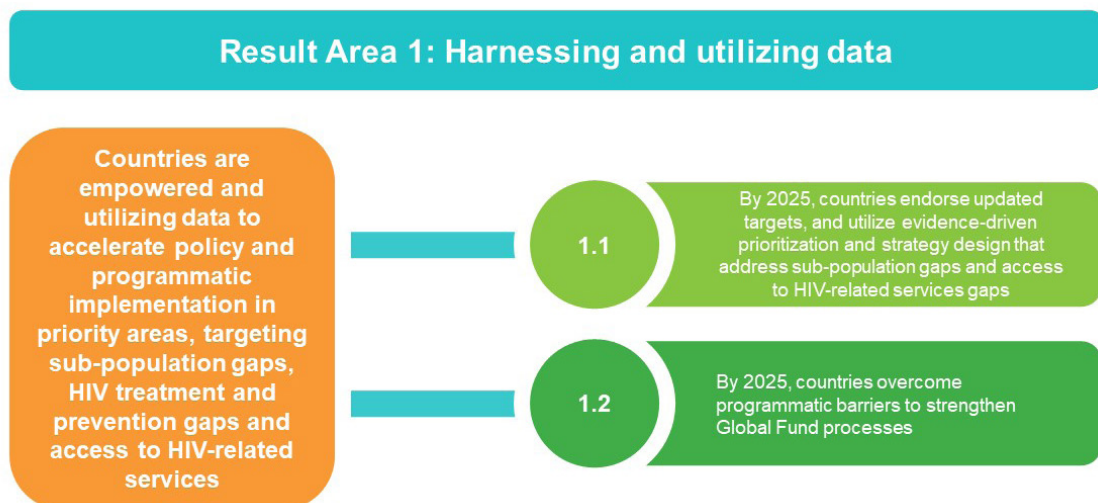 Result Area 1: Harnessing and utilizing data
Countries are
empowered and
utilizing data to
accelerate policy and
programmatic
implementation in
priority areas, targeting
sub-population gaps,
HIV treatment and
prevention gaps and
access to HIV-related
services
1.1
By 2025, countries endorse updated
targets, and utilize evidence-driven
prioritization and strategy design that
address sub-population gaps and access
to HIV-related services gaps
1.2
By 2025, countries overcome
programmatic barriers to strengthen
Global Fund processes